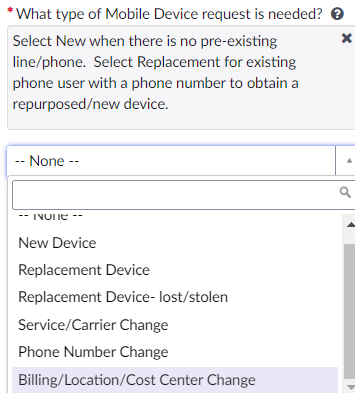 * What type of Mobile Device request is needed? ?
Select New when there is no pre-existing
line/phone. Select Replacement for existing
phone user with a phone number to obtain a
repurposed/new device.
-- None --
-- None --
New Device
Replacement Device
Replacement Device- lost/stolen
Service/Carrier Change
Phone Number Change
Billing/Location/Cost Center Change